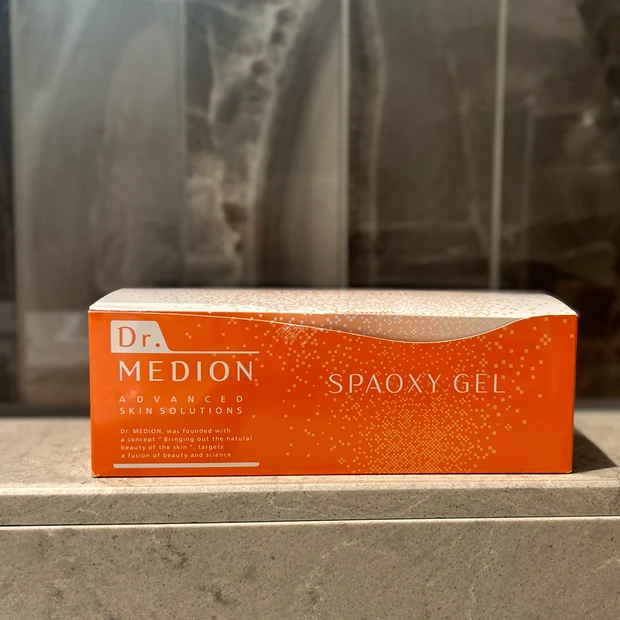 Dr.
MEDION
ADVANCED
SKIN SOLUTIONS
Dr. MEDION, was founded with
a concept "Bringing out the natural
beauty of the skin", targets
a fusion of beauty and science.
SPAOXY GEL